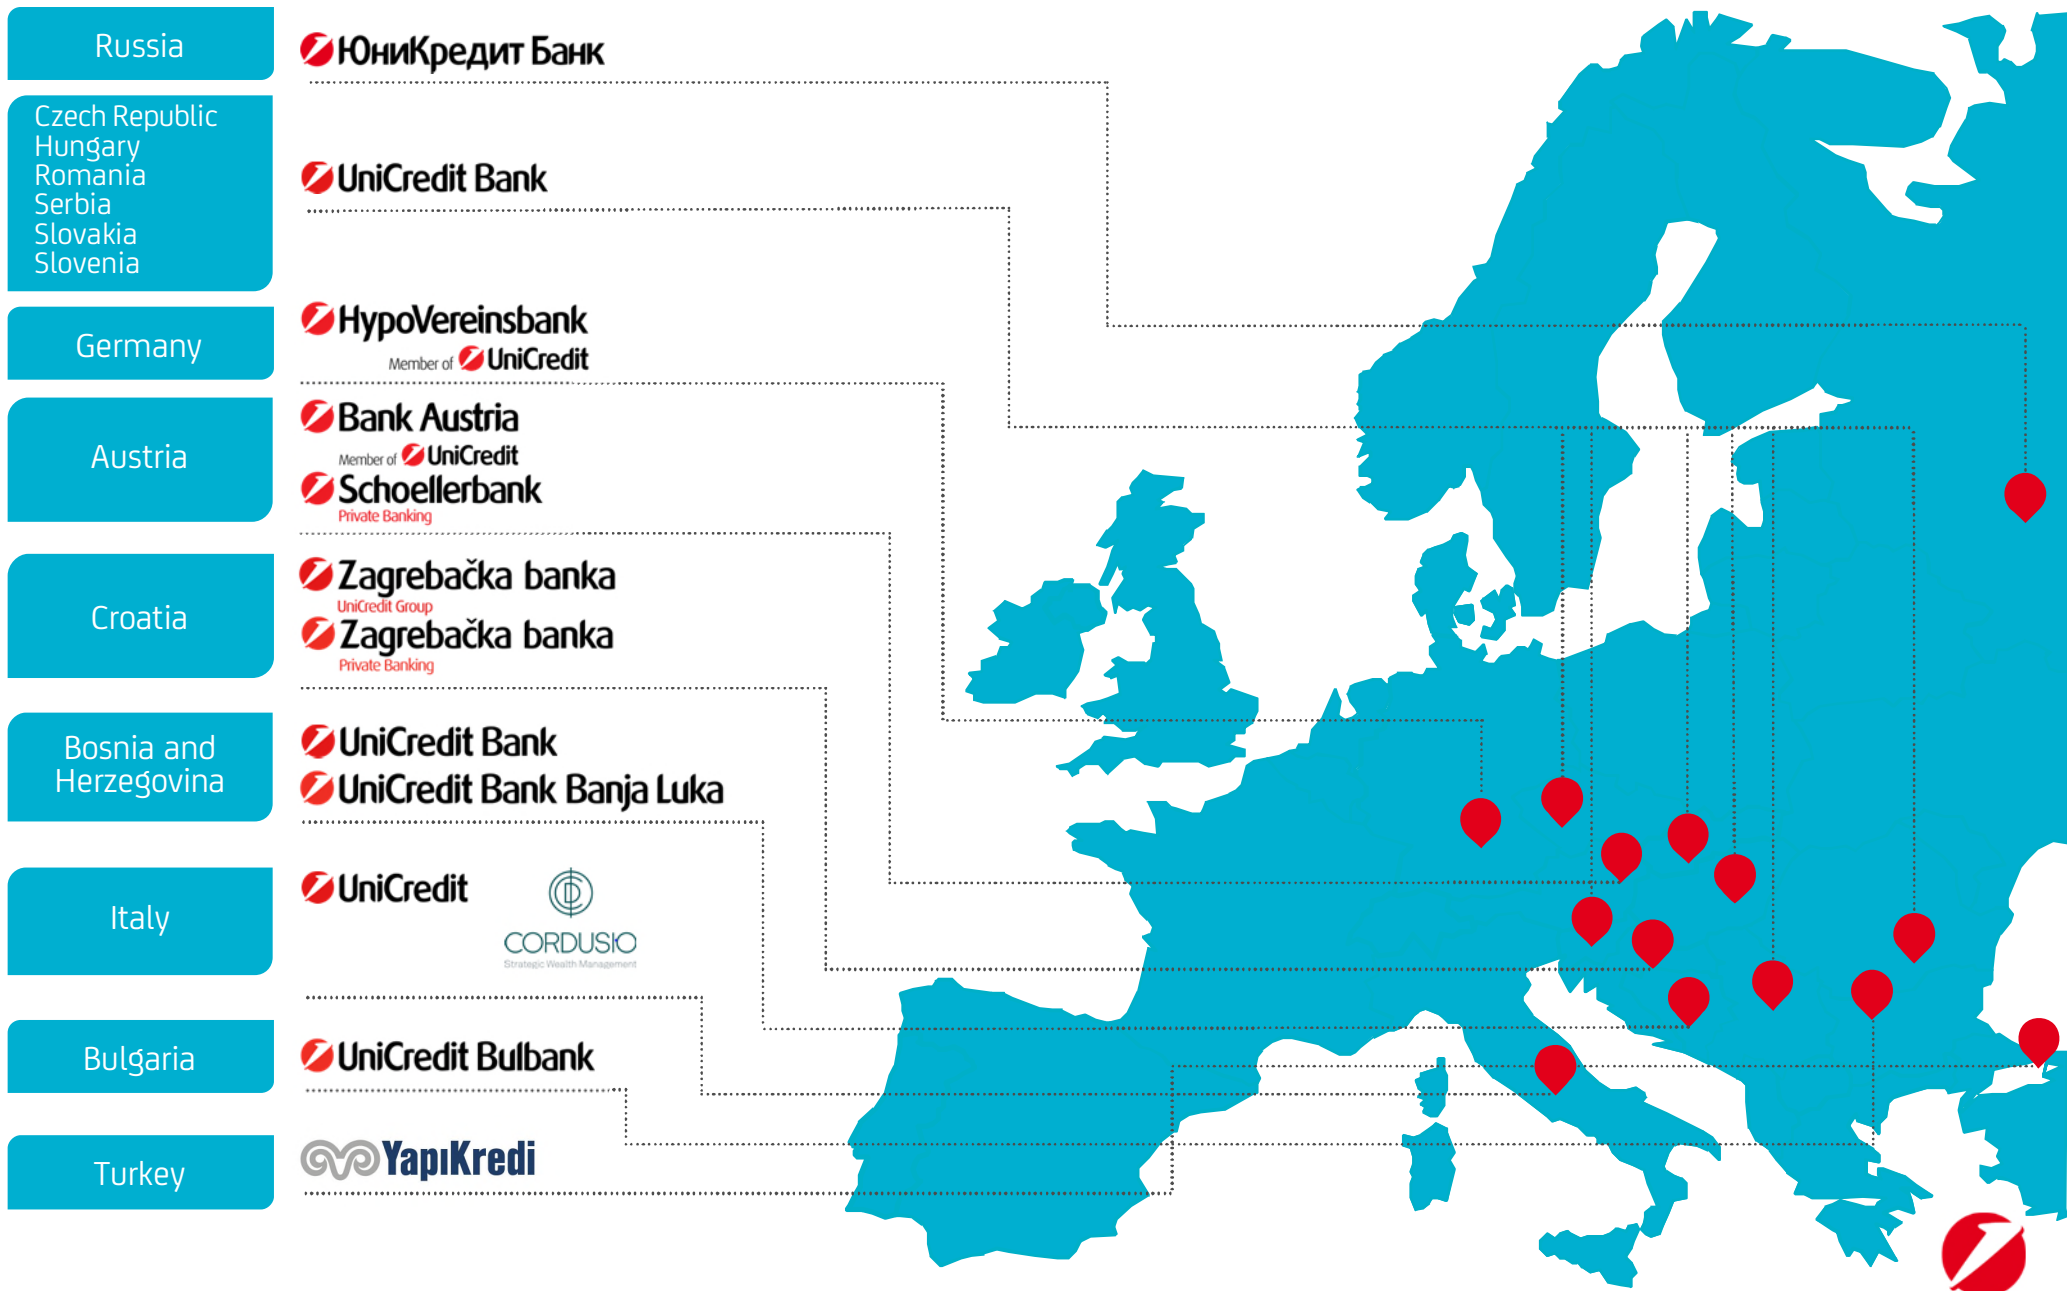 Russia
ЮниКредит Банк
Czech Republic
Hungary
Romania
Serbia
Slovakia
Slovenia
UniCredit Bank
Germany
HypoVereinsbank
Member of UniCredit
Austria
Bank Austria
Member of UniCredit
Schoellerbank
Private Banking
Croatia
Zagrebačka banka
UniCredit Group
Zagrebačka banka
Private Banking
Bosnia and
Herzegovina
UniCredit Bank
UniCredit Bank Banja Luka
Italy
UniCredit
CORDUSIO
Strategic Wealth Management
Bulgaria
UniCredit Bulbank
Turkey
YapıKredi